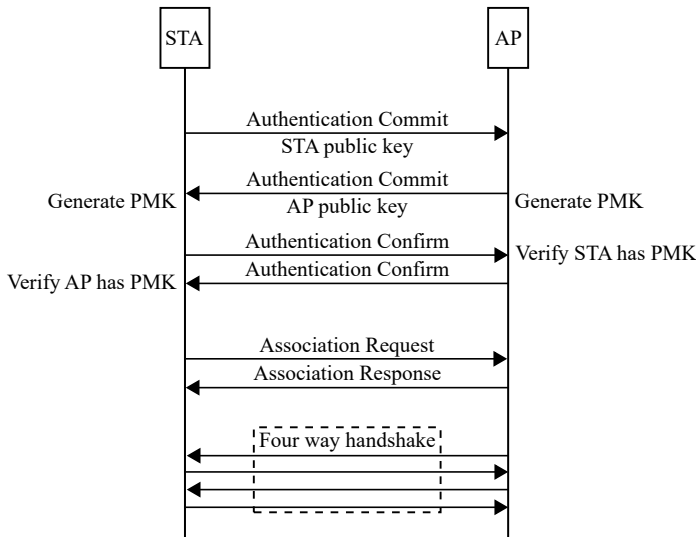 STA
AP
Authentication Commit
STA public key
Authentication Commit
Generate PMK
AP public key
Generate PMK
Authentication Confirm
Verify STA has PMK
Authentication Confirm
Verify AP has PMK
Association Request
Association Response
Four way handshake